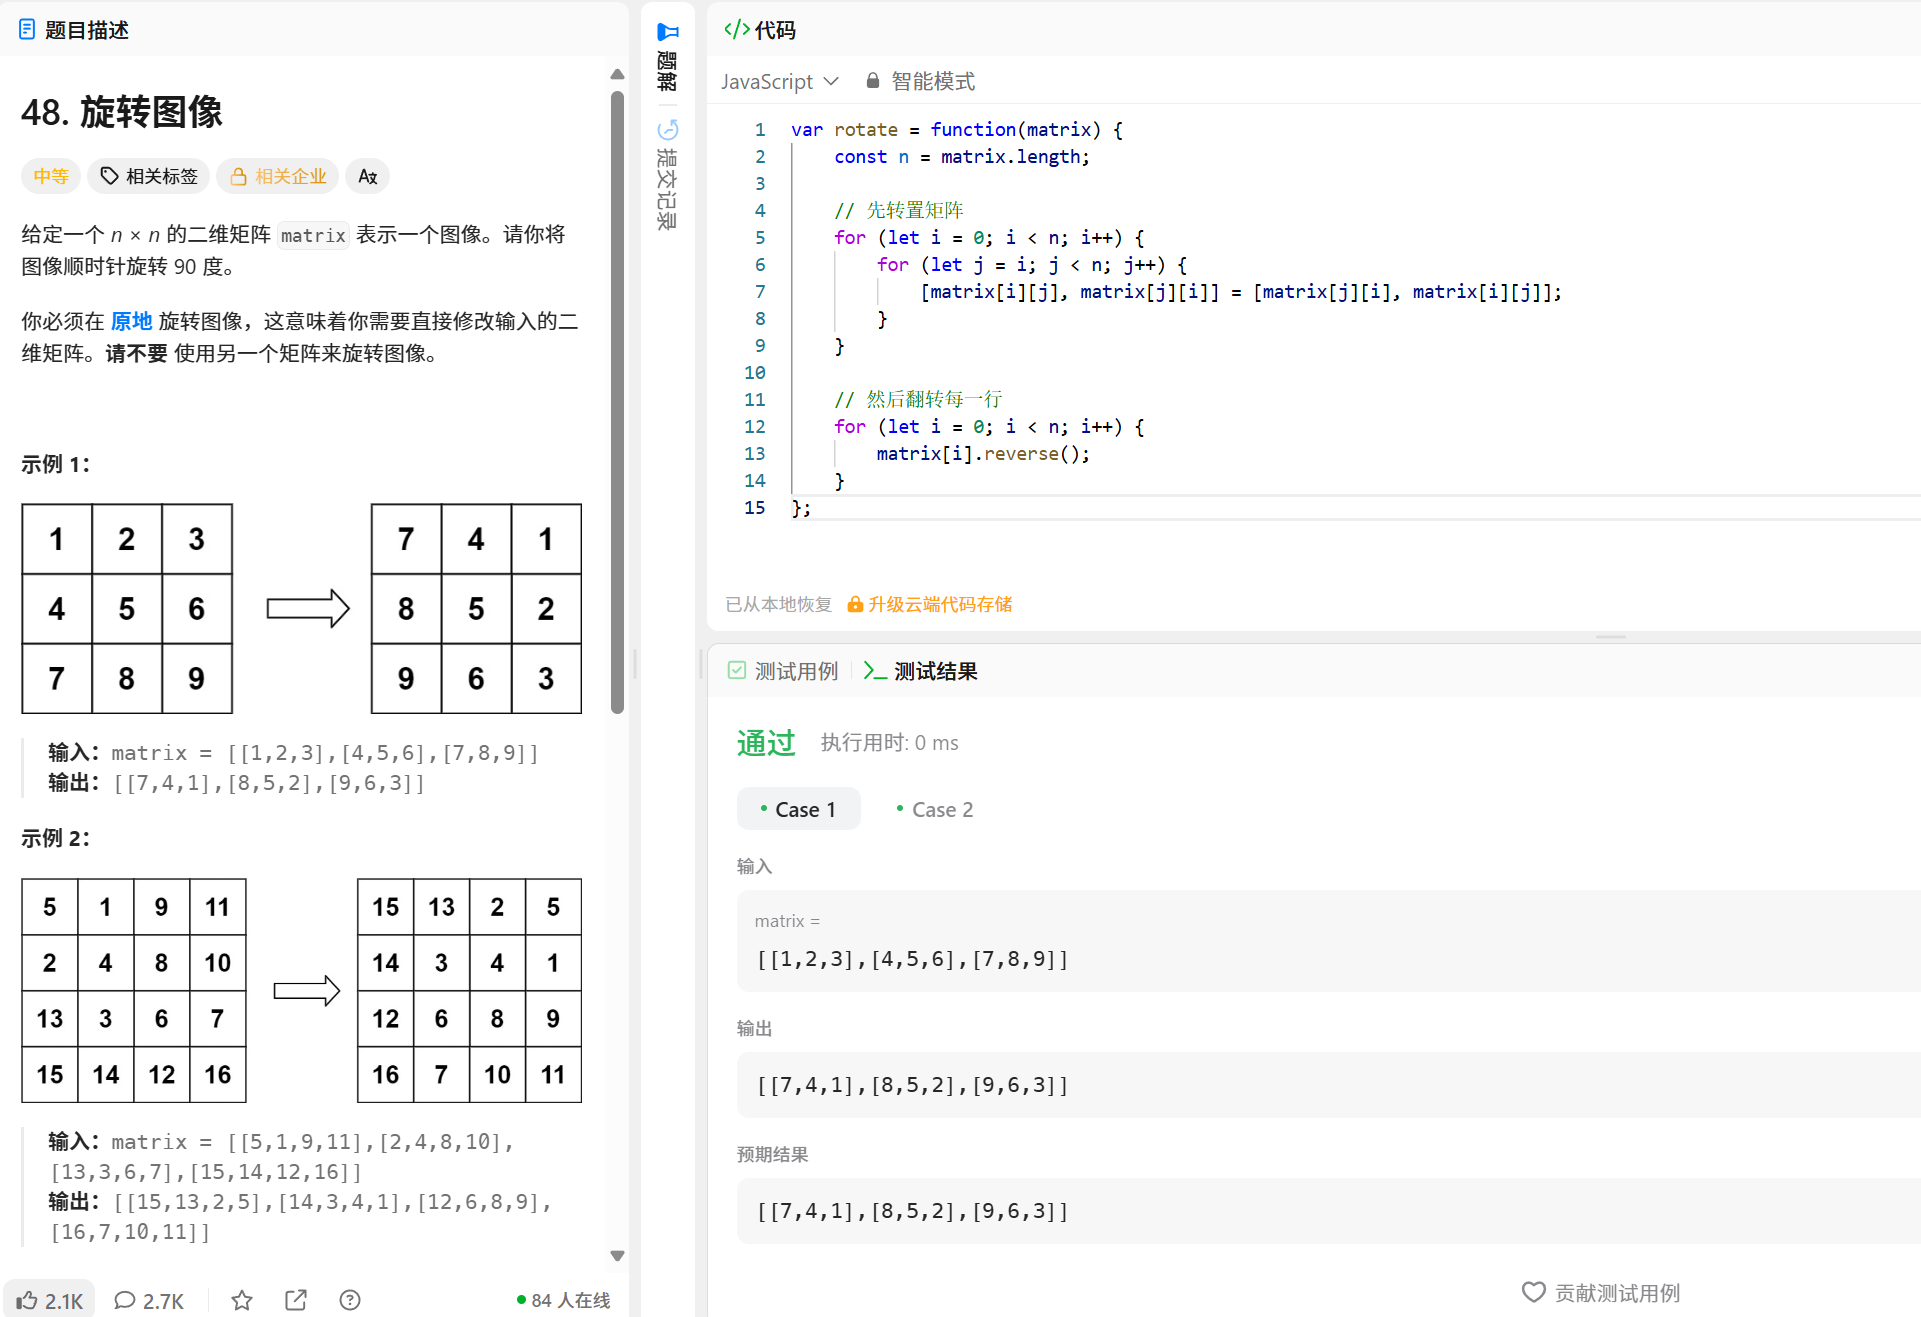 题目描述
48. 旋转图像
中等 相关标签 相关企业 Ax
给定一个 n × n 的二维矩阵 matrix 表示一个图像。请你将
图像顺时针旋转 90 度。
你必须在 原地 旋转图像，这意味着你需要直接修改输入的二
维矩阵。请不要 使用另一个矩阵来旋转图像。
示例 1：
1 2 3
4 5 6
7 8 9
7 4 1
8 5 2
9 6 3
输入：matrix = [[1,2,3],[4,5,6],[7,8,9]]
输出：[[7,4,1],[8,5,2],[9,6,3]]
示例 2：
5 1 9 11
2 4 8 10
13 3 6 7
15 14 12 16
15 13 2 5
14 3 4 1
12 6 8 9
16 7 10 11
输入：matrix = [[5,1,9,11],[2,4,8,10],
[13,3,6,7],[15,14,12,16]]
输出：[[15,13,2,5],[14,3,4,1],[12,6,8,9],
[16,7,10,11]]
2.1K 2.7K 84 人在线
题解
提交记录
</> 代码
JavaScript 智能模式
1 var rotate = function(matrix) {
2     const n = matrix.length;
3
4     // 先转置矩阵
5     for (let i = 0; i < n; i++) {
6         for (let j = i; j < n; j++) {
7             [matrix[i][j], matrix[j][i]] = [matrix[j][i], matrix[i][j]];
8         }
9     }
10
11     // 然后翻转每一行
12     for (let i = 0; i < n; i++) {
13         matrix[i].reverse();
14     }
15 };
已从本地恢复 升级云端代码存储
测试用例 >_ 测试结果
通过 执行用时: 0 ms
Case 1 Case 2
输入
matrix =
[[1,2,3],[4,5,6],[7,8,9]]
输出
[[7,4,1],[8,5,2],[9,6,3]]
预期结果
[[7,4,1],[8,5,2],[9,6,3]]
贡献测试用例